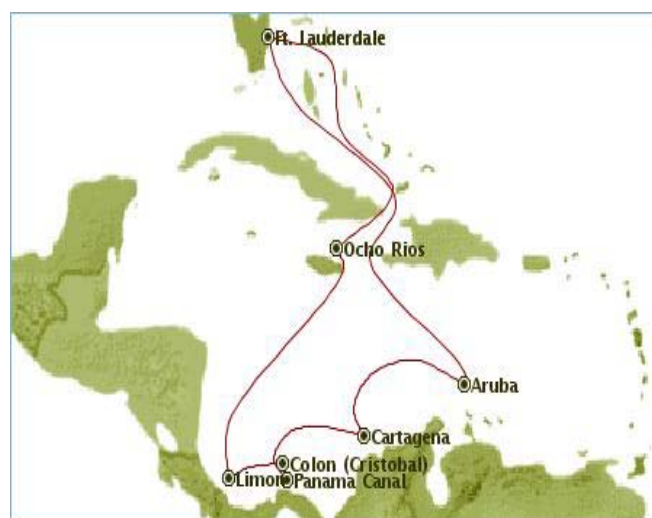 Ft. Lauderdale
Ocho Rios
Aruba
Cartagena
Colon (Cristobal)
Limon
Panama Canal